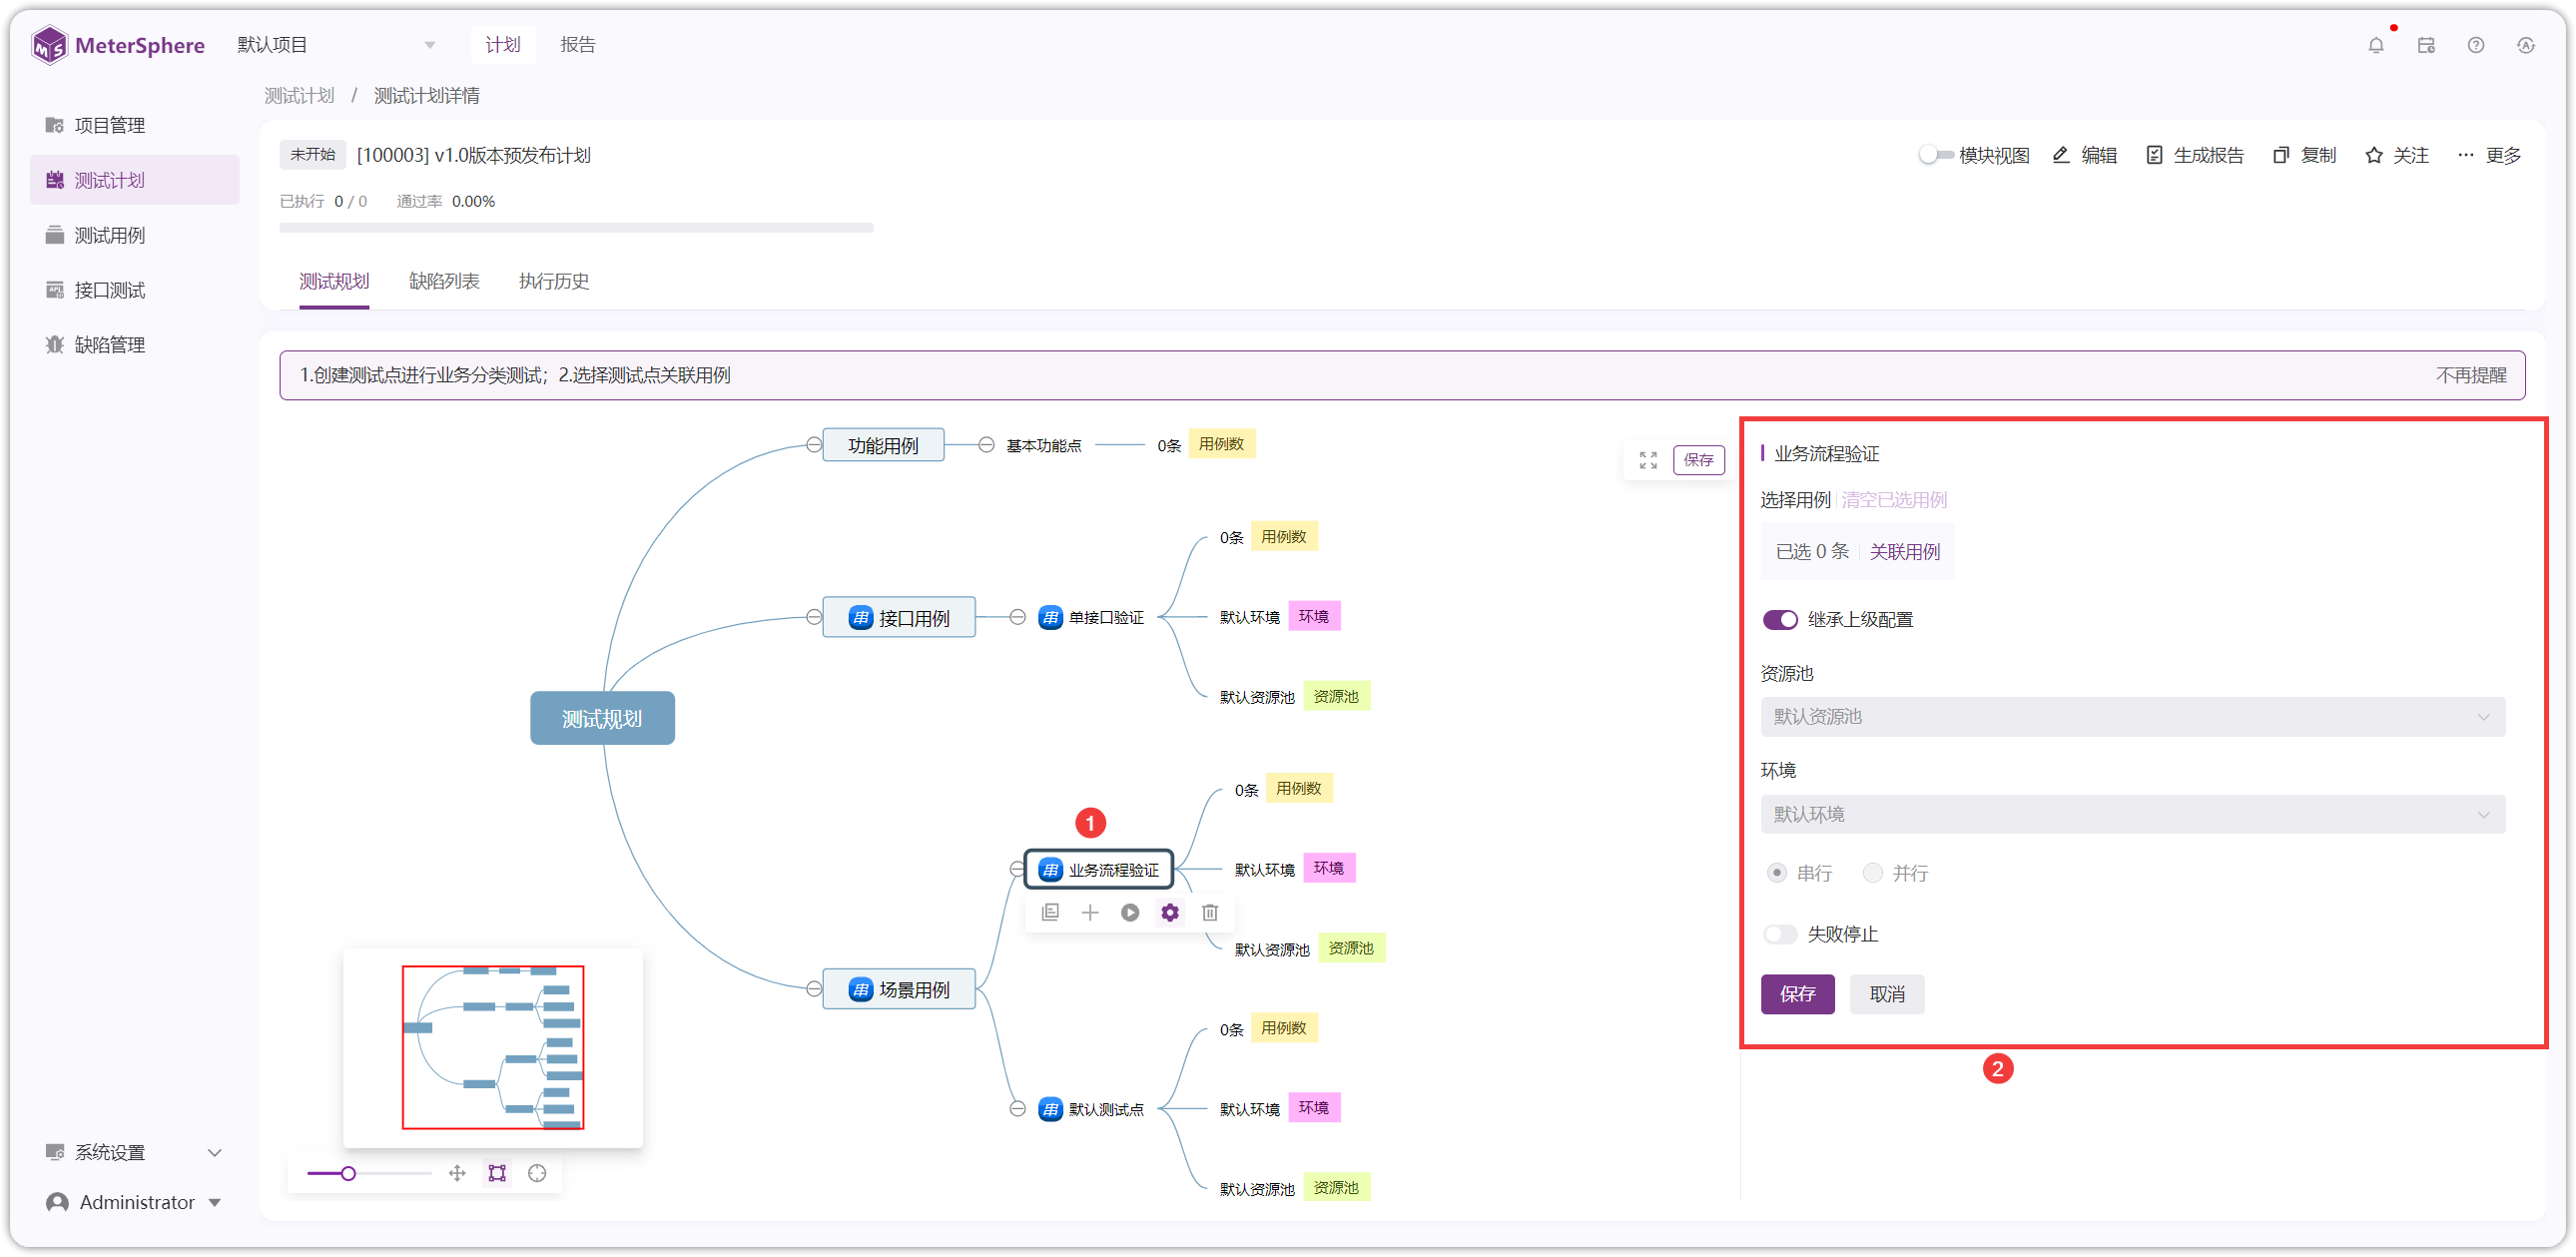 MeterSphere 默认项目 计划 报告
测试计划 / 测试计划详情
项目管理
测试计划
测试用例
接口测试
缺陷管理
系统设置
Administrator
未开始 [100003] v1.0版本预发布计划
模块视图 编辑 生成报告 复制 关注 更多
已执行 0 / 0 通过率 0.00%
测试规划 缺陷列表 执行历史
1.创建测试点进行业务分类测试；2.选择测试点关联用例 不再提醒
保存
测试规划
功能用例 基本功能点 0条 用例数
接口用例 串 单接口验证 串
0条 用例数
默认环境 环境
默认资源池 资源池
串 场景用例
1
串 业务流程验证
0条 用例数
默认环境 环境
默认资源池 资源池
串 默认测试点
0条 用例数
默认环境 环境
默认资源池 资源池
业务流程验证
选择用例 清空已选用例
已选 0 条 关联用例
继承上级配置
资源池
默认资源池
环境
默认环境
串行 并行
失败停止
保存 取消
2